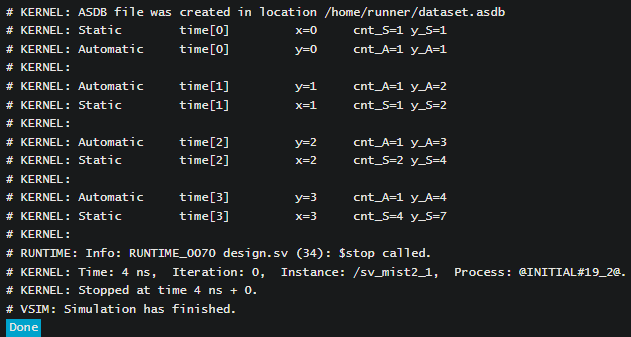 # KERNEL: ASDB file was created in location /home/runner/dataset.asdb
# KERNEL: Static time[0] x=0 cnt_S=1 y_S=1
# KERNEL: Automatic time[0] y=0 cnt_A=1 y_A=1
# KERNEL:
# KERNEL: Automatic time[1] y=1 cnt_A=1 y_A=2
# KERNEL: Static time[1] x=1 cnt_S=1 y_S=2
# KERNEL:
# KERNEL: Automatic time[2] y=2 cnt_A=1 y_A=3
# KERNEL: Static time[2] x=2 cnt_S=2 y_S=4
# KERNEL:
# KERNEL: Automatic time[3] y=3 cnt_A=1 y_A=4
# KERNEL: Static time[3] x=3 cnt_S=4 y_S=7
# KERNEL:
# RUNTIME: Info: RUNTIME_0070 design.sv (34): $stop called.
# KERNEL: Time: 4 ns, Iteration: 0, Instance: /sv_mist2_1, Process: @INITIAL#19_2@.
# KERNEL: Stopped at time 4 ns + 0.
# VSIM: Simulation has finished.
Done